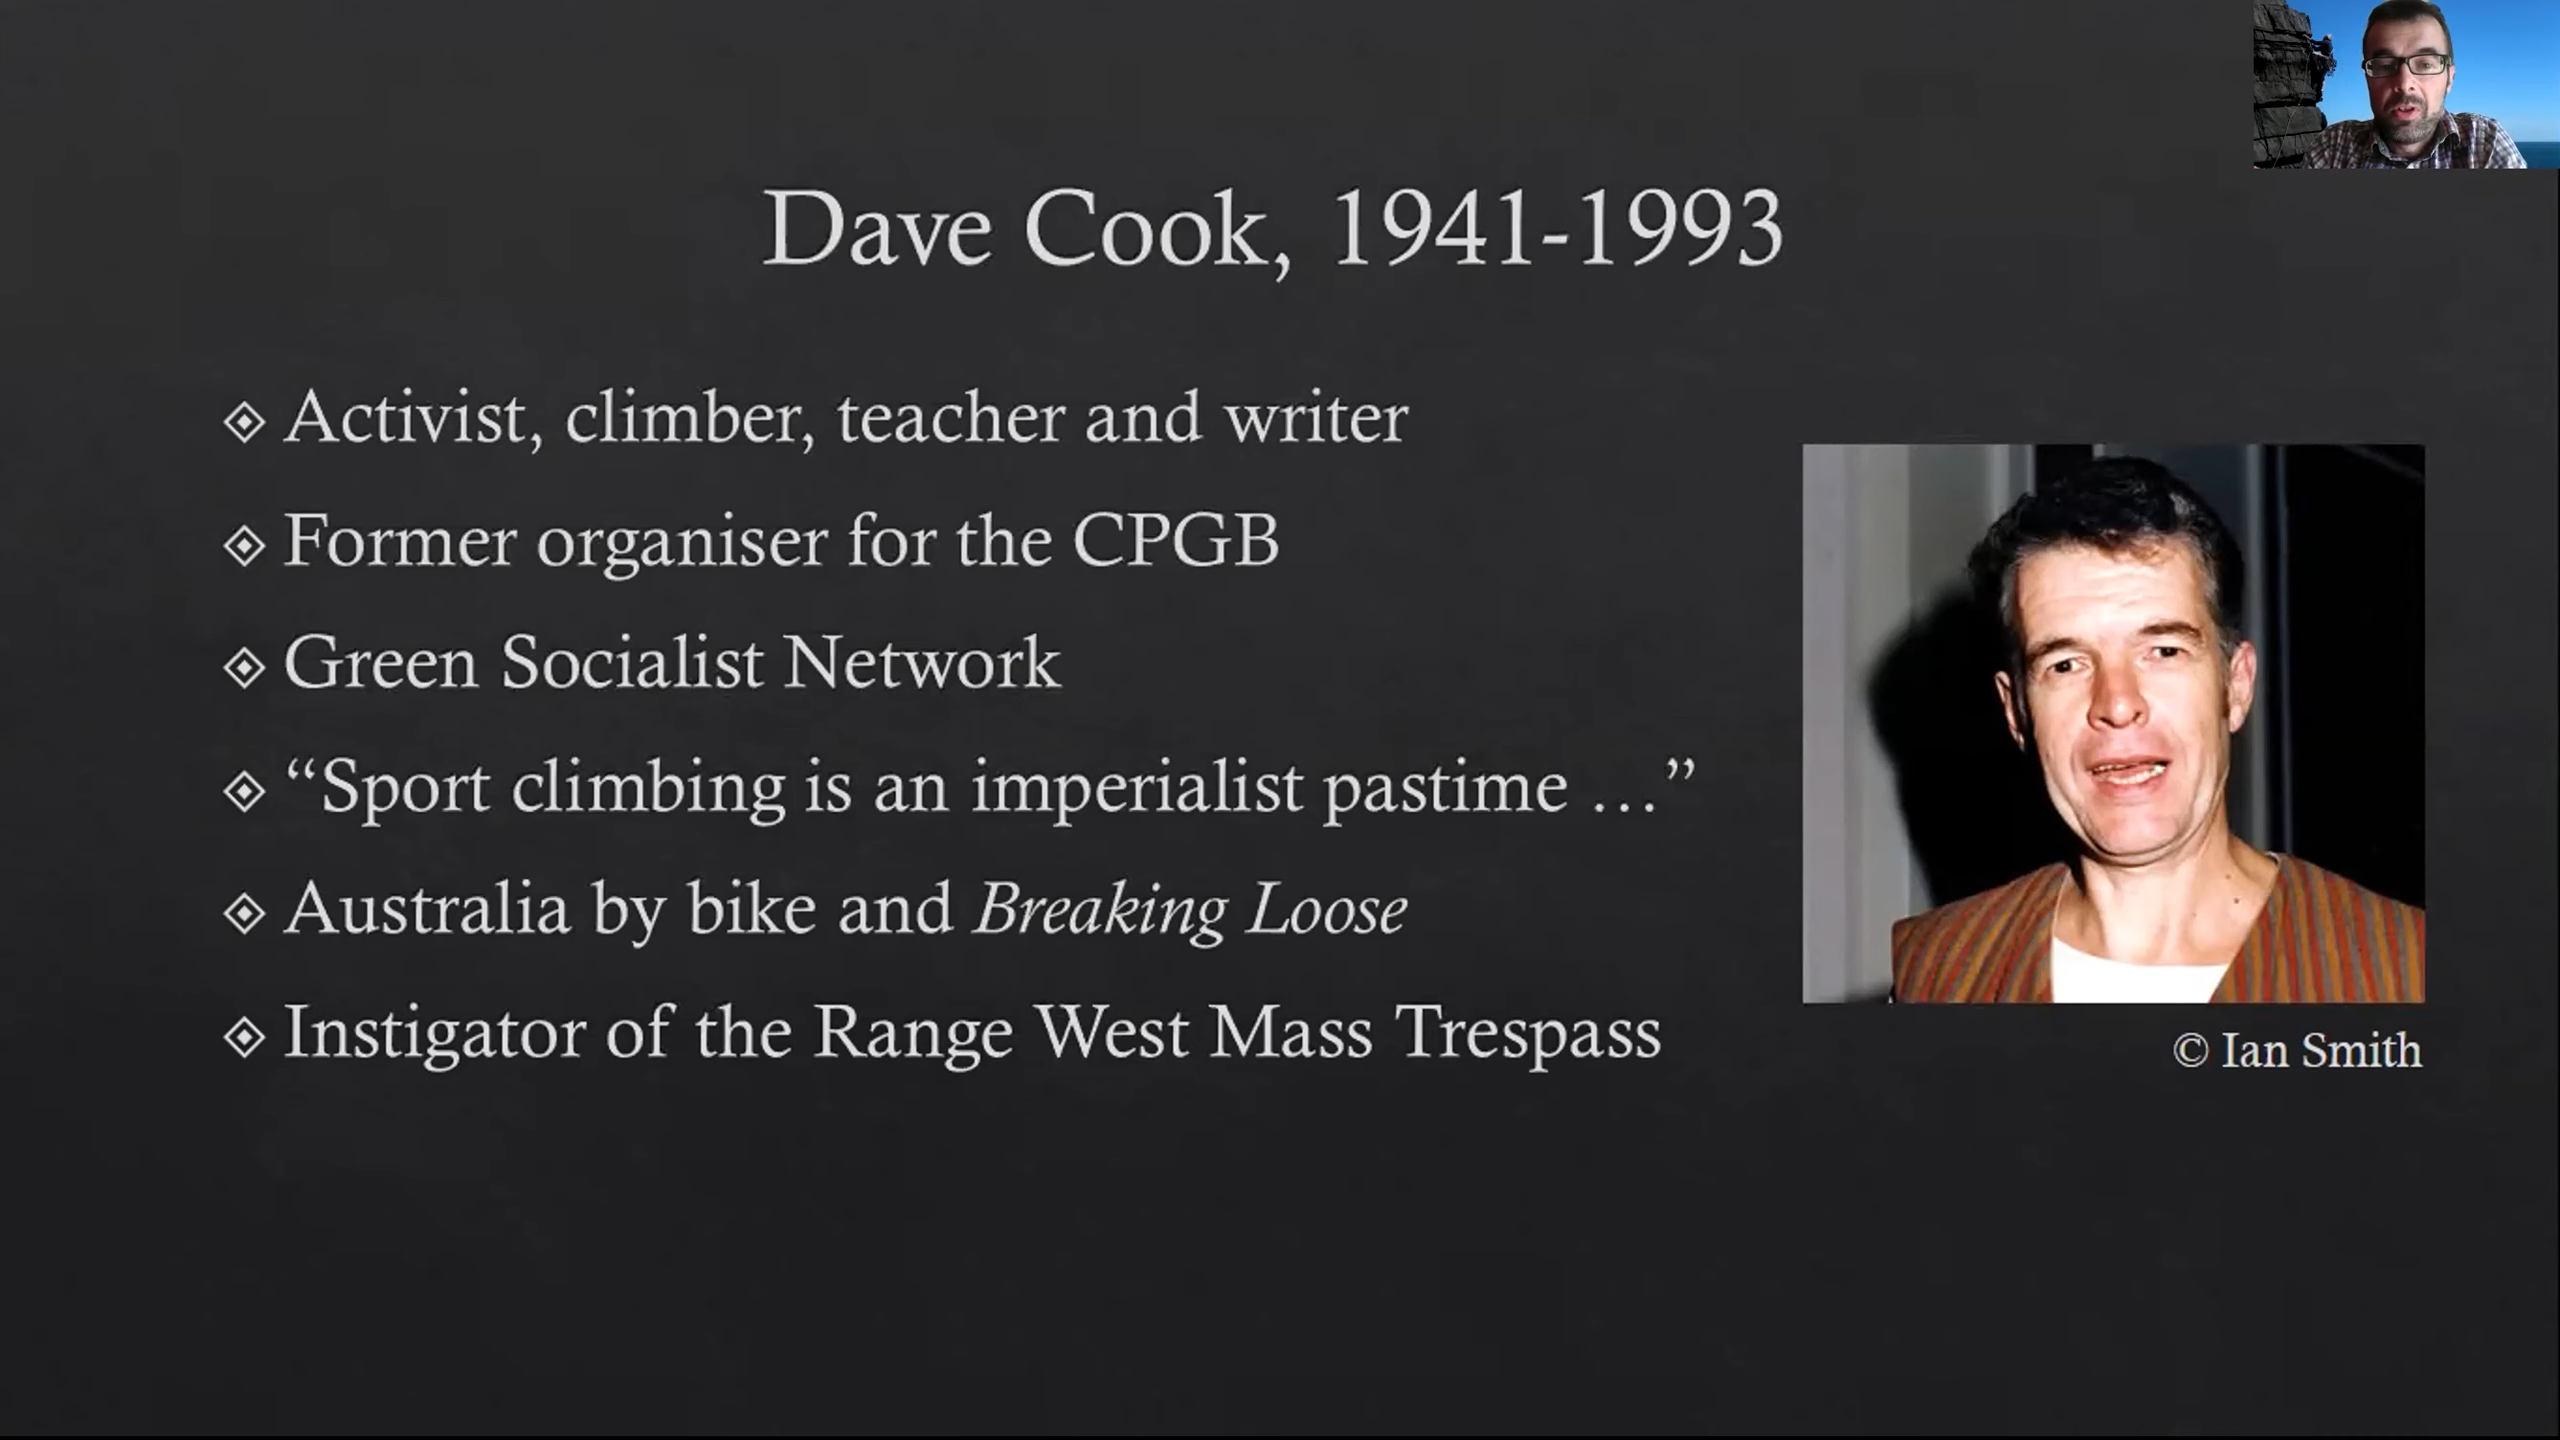 Dave Cook, 1941-1993
Activist, climber, teacher and writer
Former organiser for the CPGB
Green Socialist Network
“Sport climbing is an imperialist pastime …”
Australia by bike and Breaking Loose
Instigator of the Range West Mass Trespass
© Ian Smith